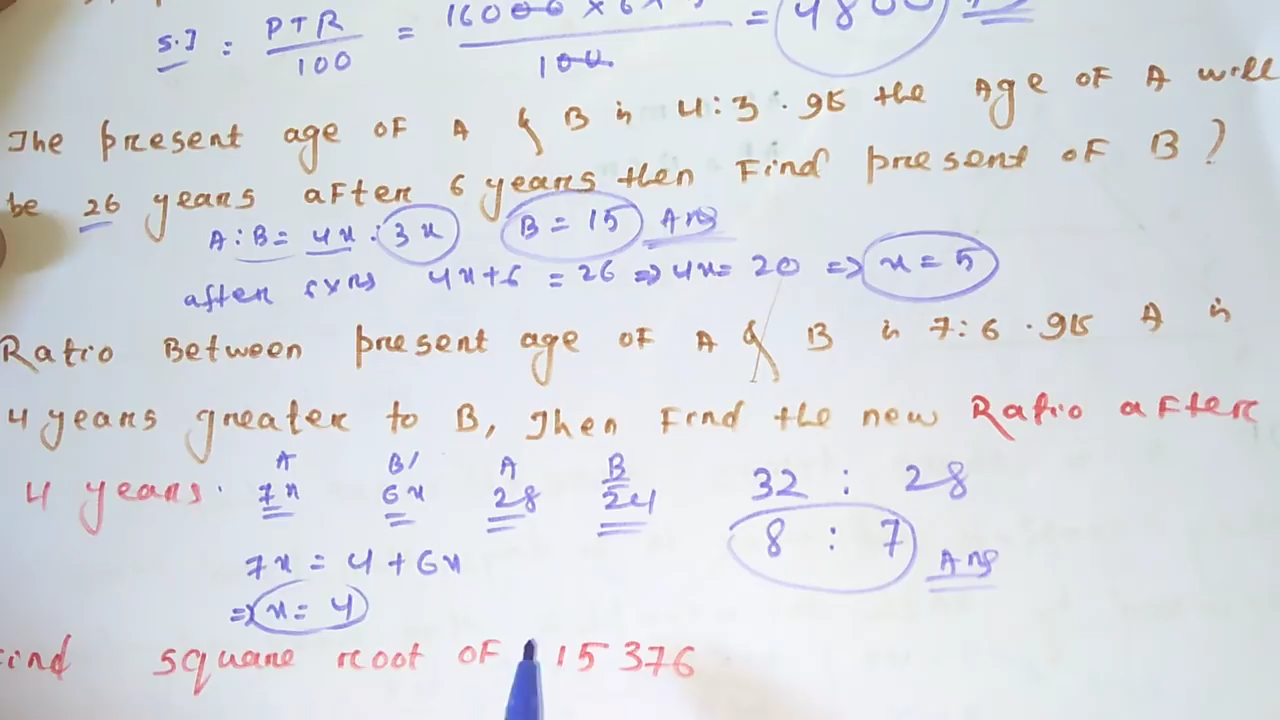 S.I = PTR / 100 = 16000 × 6 × / 100 = 4800
The present age of A & B is 4:3. If the Age of A will
be 26 years after 6 years then Find present of B?
A:B = 4x : 3x B = 15 Ans
after 6 yrs 4x+6 = 26 => 4x = 20 => x = 5
Ratio Between present age of A & B is 7:6. If A is
4 years greater to B, Then Find the new Ratio after
4 years.
A B A B
7x 6x 28 24 32 : 28
8 : 7 Ans
7x = 4 + 6x
=> x = 4
Find square root of 15376